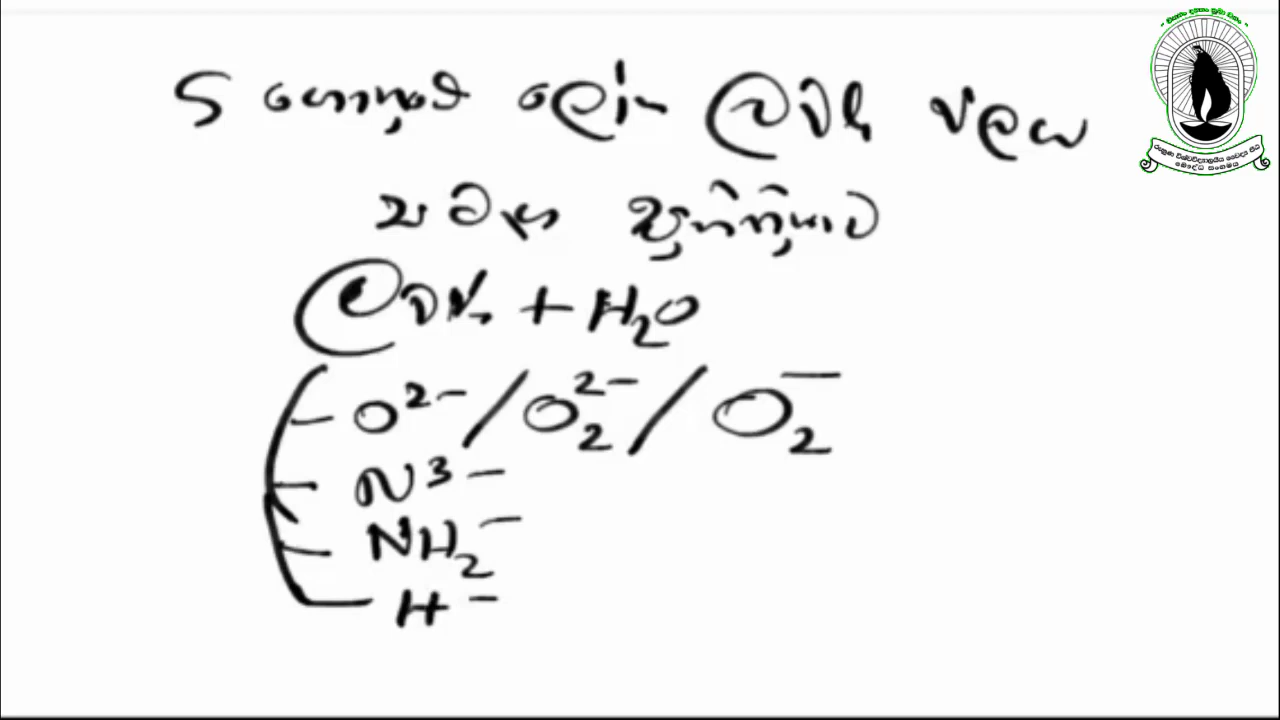 S ගොනුවේ ලෝහ ලවණ ජලය
සමඟ ප්‍රතික්‍රියාව
ලවණ + H₂O
O²⁻ / O₂²⁻ / O₂⁻
N³⁻
NH₂⁻
H⁻